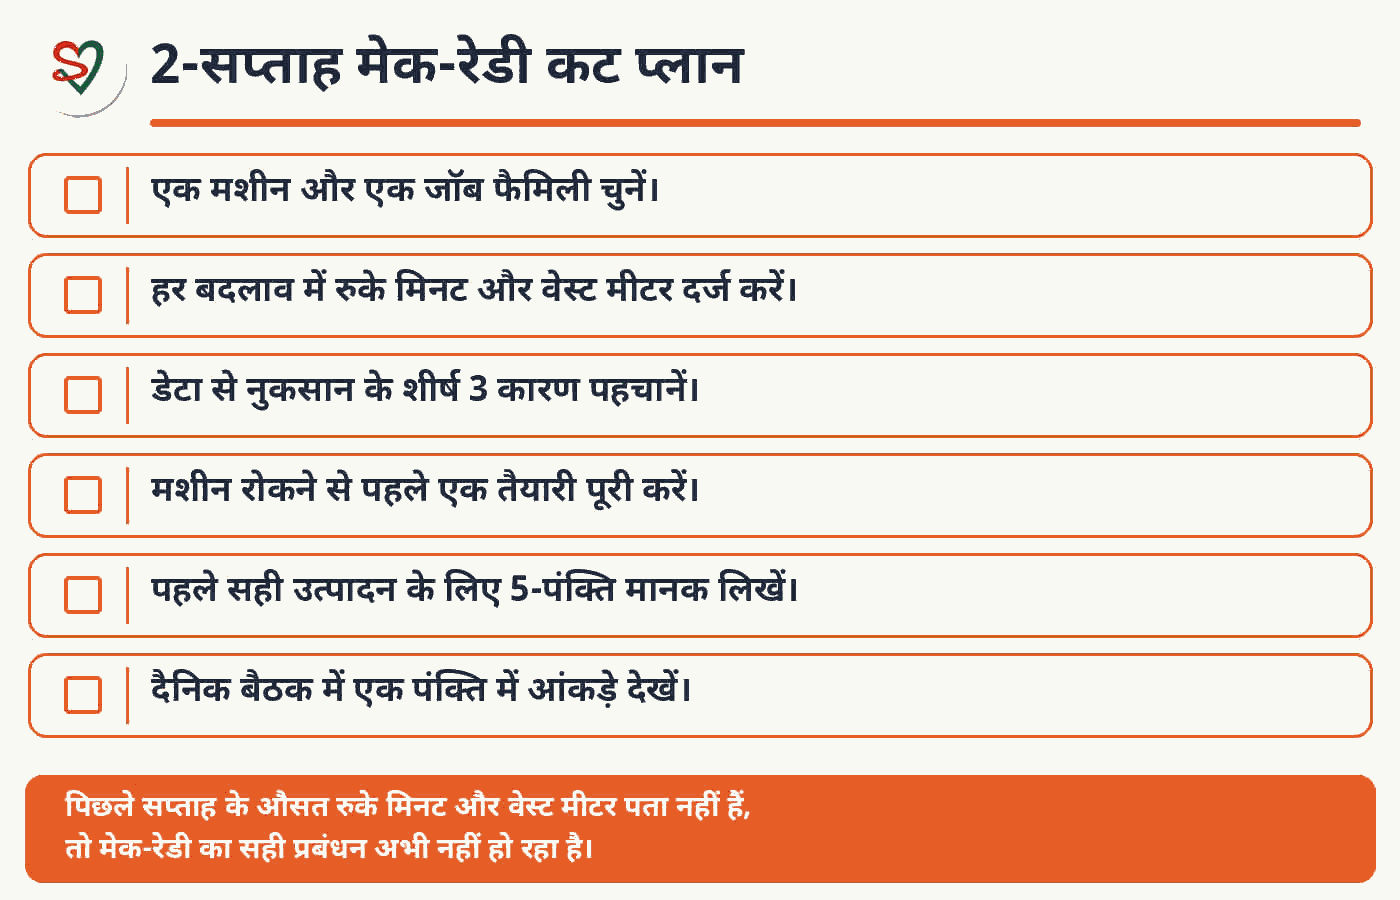 2-सप्ताह मेक-रेडी कट प्लान
एक मशीन और एक जॉब फैमिली चुनें।
हर बदलाव में रुके मिनट और वेस्ट मीटर दर्ज करें।
डेटा से नुकसान के शीर्ष 3 कारण पहचानें।
मशीन रोकने से पहले एक तैयारी पूरी करें।
पहले सही उत्पादन के लिए 5-पंक्ति मानक लिखें।
दैनिक बैठक में एक पंक्ति में आंकड़े देखें।
पिछले सप्ताह के औसत रुके मिनट और वेस्ट मीटर पता नहीं हैं,
तो मेक-रेडी का सही प्रबंधन अभी नहीं हो रहा है।